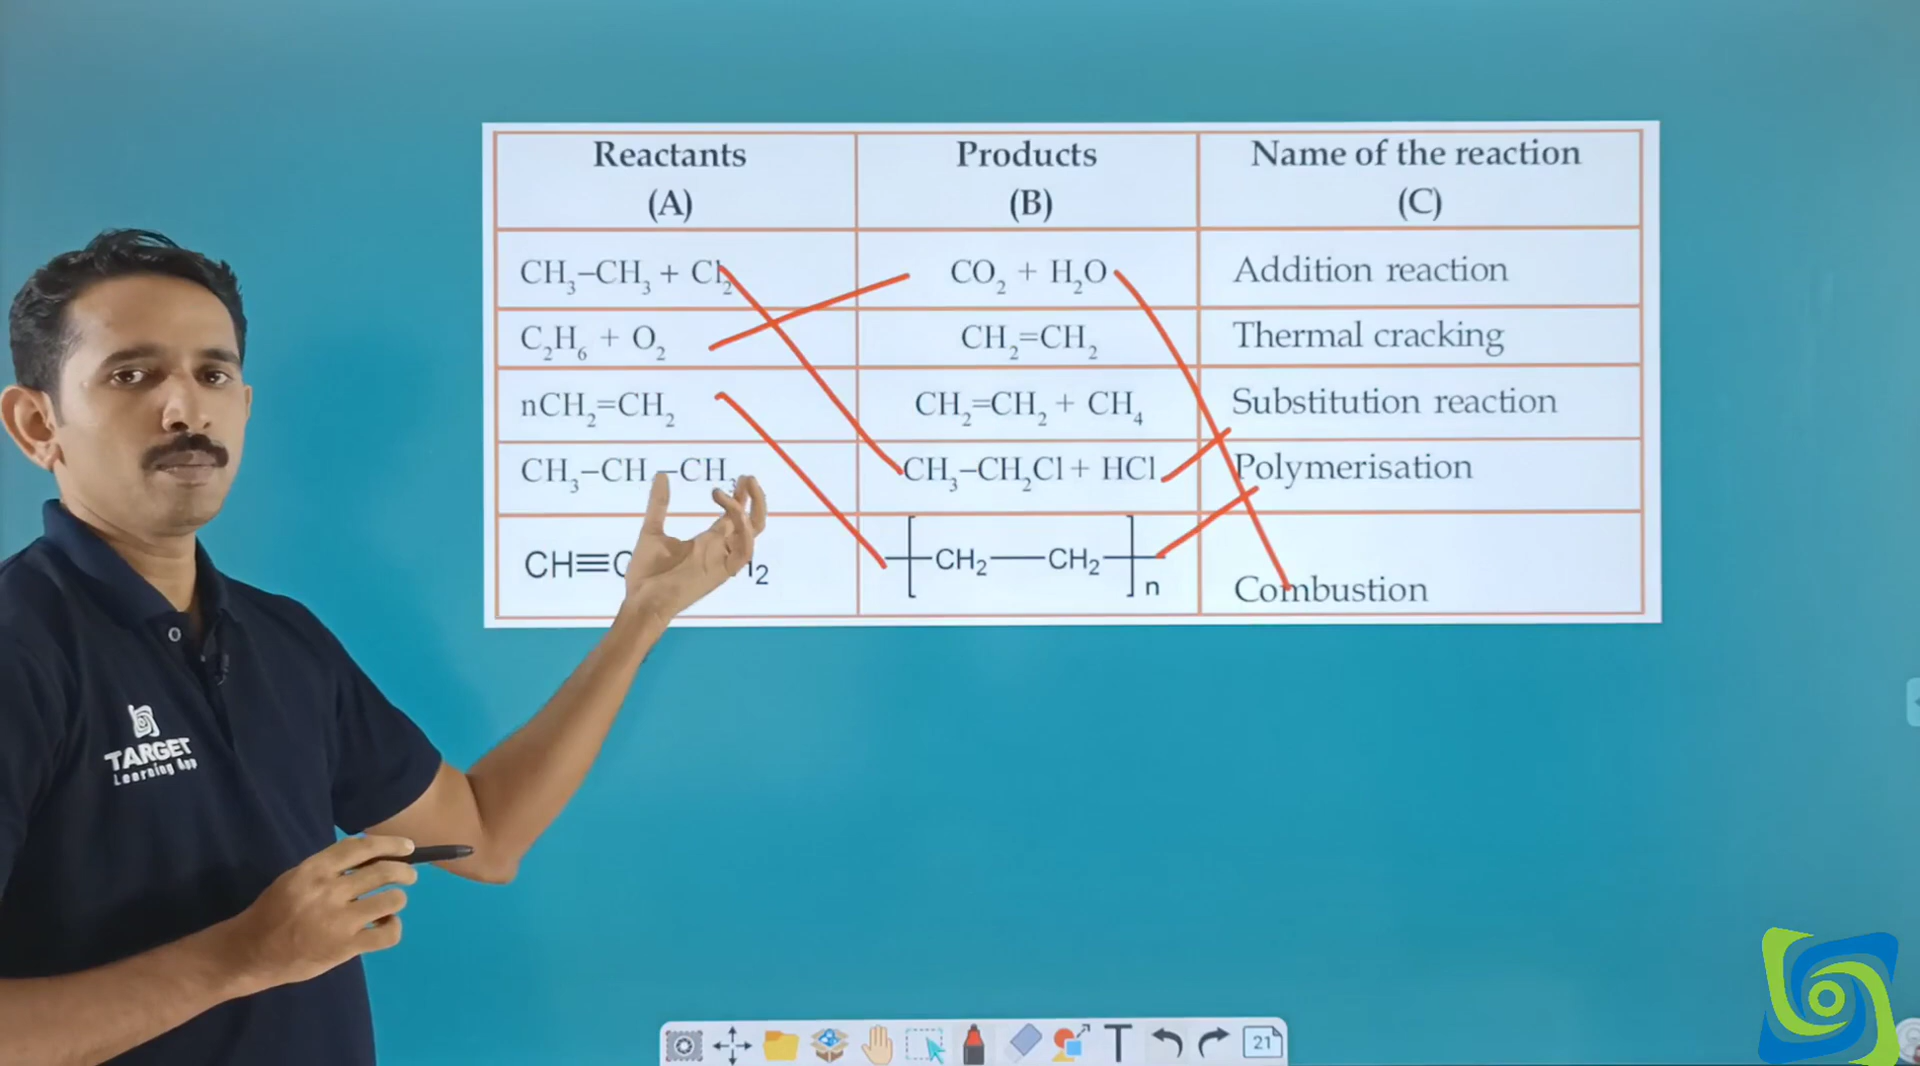 Reactants Products Name of the reaction
(A) (B) (C)
CH₃–CH₃ + Cl₂ CO₂ + H₂O Addition reaction
C₂H₆ + O₂ CH₂=CH₂ Thermal cracking
nCH₂=CH₂ CH₂=CH₂ + CH₄ Substitution reaction
CH₃–CH –CH₃ CH₃–CH₂Cl + HCl Polymerisation
CH≡ ₂ [CH₂—CH₂]n Combustion
TARGET
Learning App
T 21